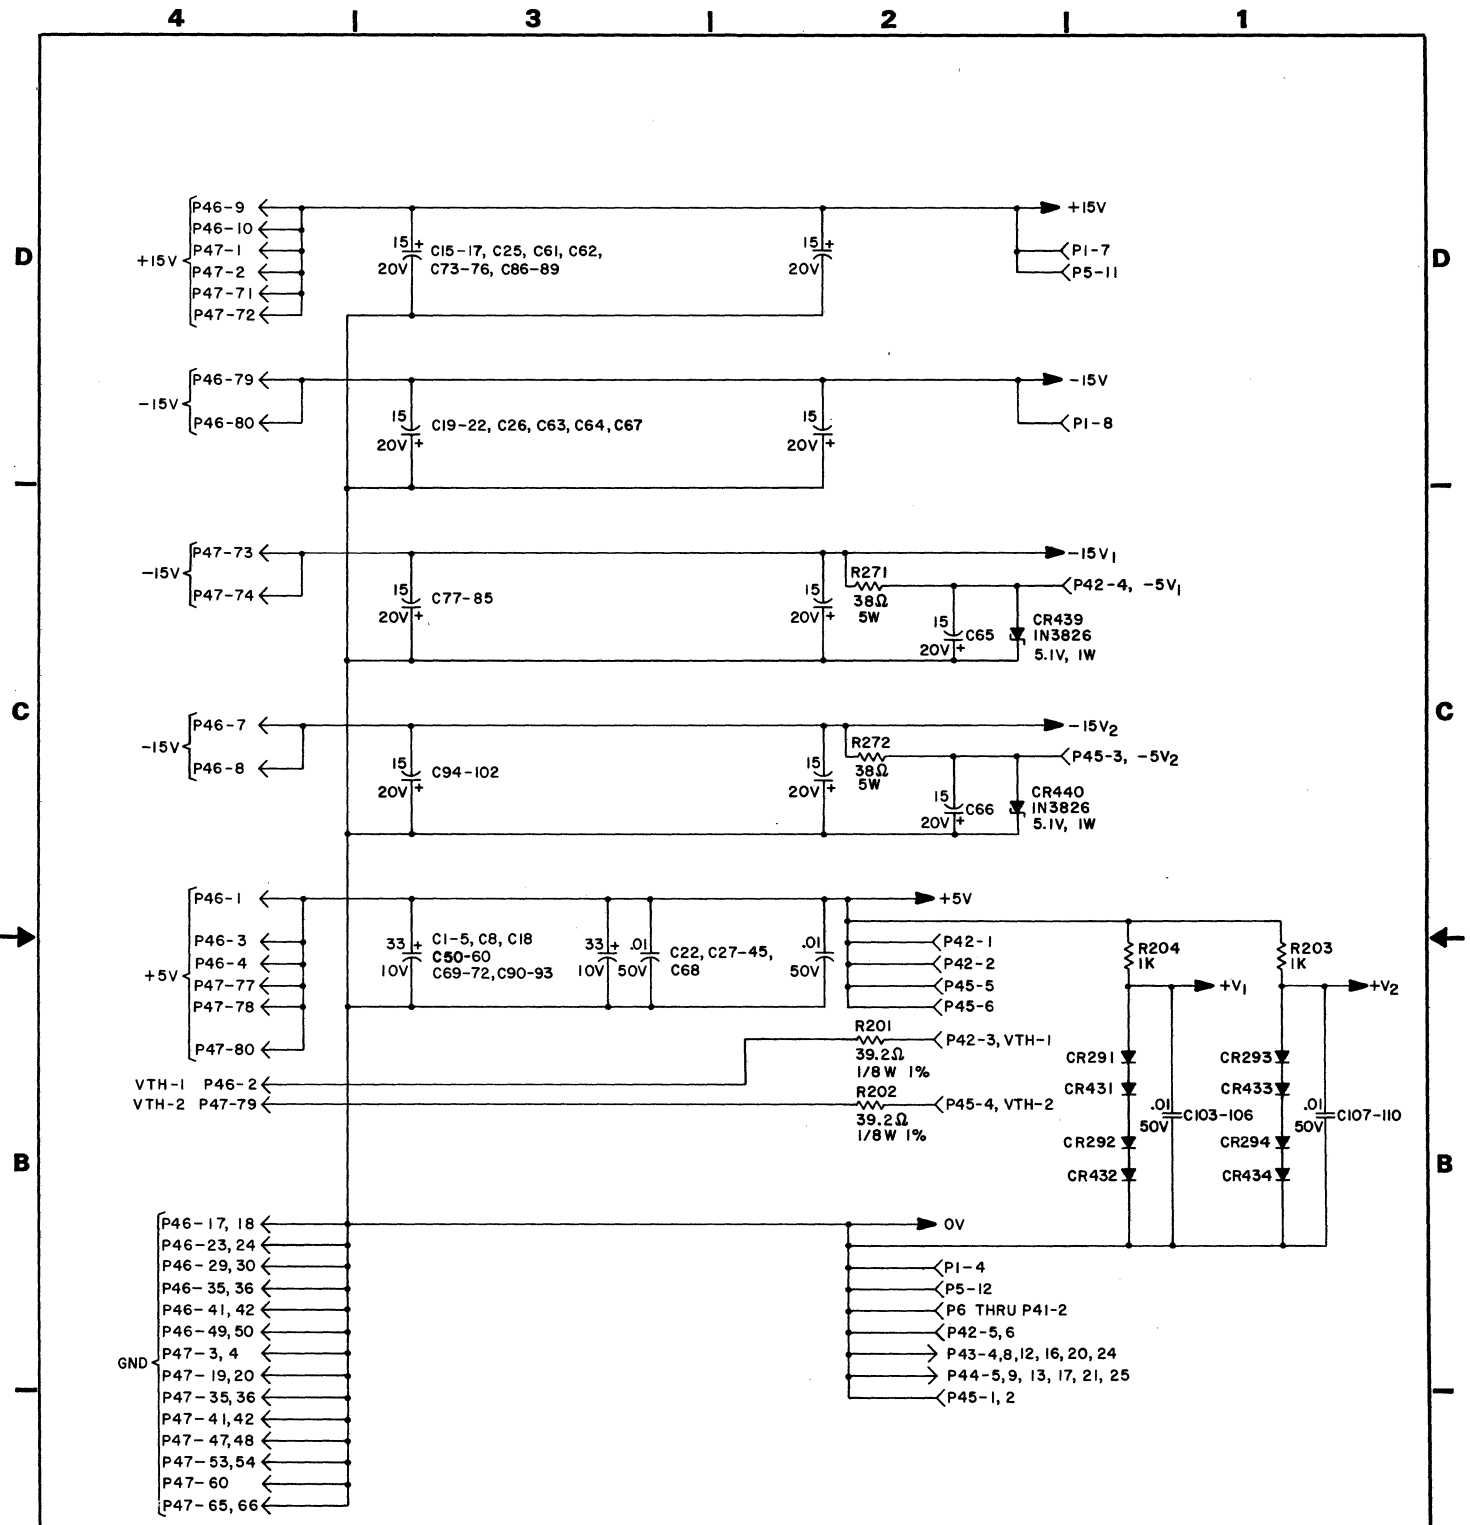 4 3 2 1
P46-9 +15V
P46-10
D +15V P47-1 15 + C15-17, C25, C61, C62, 15 + P1-7 D
P47-2 20V C73-76, C86-89 20V P5-11
P47-71
P47-72
P46-79 -15V
-15V 15 15
P46-80 20V + C19-22, C26, C63, C64, C67 20V + P1-8
P47-73 -15V1
R271
-15V 15 15 P42-4, -5V1
P47-74 20V + C77-85 20V + 38Ω
5W
15 C65 CR439
20V + 1N3826
5.1V, 1W
C C
P46-7 -15V2
R272
-15V 15 15 P45-3, -5V2
P46-8 20V + C94-102 20V + 38Ω
5W
15 C66 CR440
20V + 1N3826
5.1V, 1W
P46-1 +5V
P46-3 33 + C1-5, C8, C18 33 + .01 C22, C27-45, .01 P42-1 R204 R203
P46-4 10V C50-60 10V 50V C68 50V P42-2 1K 1K
+5V P47-77 C69-72, C90-93 P45-5 +V1 +V2
P47-78 P45-6
R201
P47-80 39.2Ω P42-3, VTH-1
1/8W 1%
CR291 CR293
VTH-1 P46-2
R202
CR431 CR433
VTH-2 P47-79 P45-4, VTH-2
39.2Ω
1/8W 1%
.01 C103-106 .01 C107-110
50V 50V
CR292 CR294
B B
CR432 CR434
P46-17, 18 0V
P46-23, 24
P46-29, 30 P1-4
P46-35, 36 P5-12
P46-41, 42 P6 THRU P41-2
P46-49, 50 P42-5, 6
GND P47-3, 4 P43-4, 8, 12, 16, 20, 24
P47-19, 20 P44-5, 9, 13, 17, 21, 25
P47-35, 36 P45-1, 2
P47-41, 42
P47-47, 48
P47-53, 54
P47-60
P47-65, 66